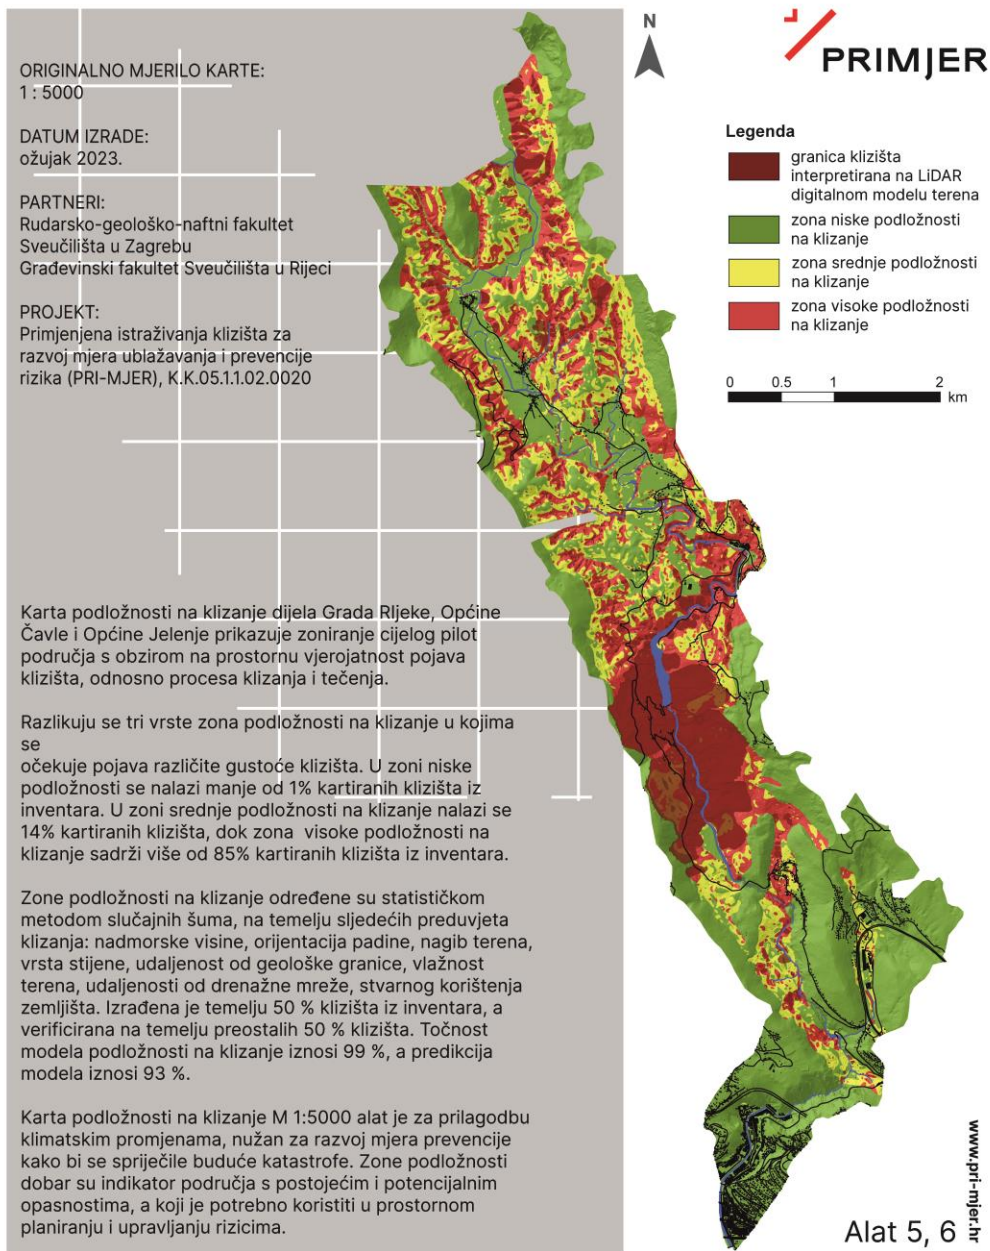 ORIGINALNO MJERILO KARTE:
1 : 5000
DATUM IZRADE:
ožujak 2023.
PARTNERI:
Rudarsko-geološko-naftni fakultet
Sveučilišta u Zagrebu
Građevinski fakultet Sveučilišta u Rijeci
PROJEKT:
Primjenjena istraživanja klizišta za
razvoj mjera ublažavanja i prevencije
rizika (PRI-MJER), K.K.05.1.1.02.0020
Karta podložnosti na klizanje dijela Grada RIjeke, Općine
Čavle i Općine Jelenje prikazuje zoniranje cijelog pilot
područja s obzirom na prostornu vjerojatnost pojava
klizišta, odnosno procesa klizanja i tečenja.
Razlikuju se tri vrste zona podložnosti na klizanje u kojima
se
očekuje pojava različite gustoće klizišta. U zoni niske
podložnosti se nalazi manje od 1% kartiranih klizišta iz
inventara. U zoni srednje podložnosti na klizanje nalazi se
14% kartiranih klizišta, dok zona visoke podložnosti na
klizanje sadrži više od 85% kartiranih klizišta iz inventara.
Zone podložnosti na klizanje određene su statističkom
metodom slučajnih šuma, na temelju sljedećih preduvjeta
klizanja: nadmorske visine, orijentacija padine, nagib terena,
vrsta stijene, udaljenost od geološke granice, vlažnost
terena, udaljenosti od drenažne mreže, stvarnog korištenja
zemljišta. Izrađena je temelju 50 % klizišta iz inventara, a
verificirana na temelju preostalih 50 % klizišta. Točnost
modela podložnosti na klizanje iznosi 99 %, a predikcija
modela iznosi 93 %.
Karta podložnosti na klizanje M 1:5000 alat je za prilagodbu
klimatskim promjenama, nužan za razvoj mjera prevencije
kako bi se spriječile buduće katastrofe. Zone podložnosti
dobar su indikator područja s postojećim i potencijalnim
opasnostima, a koji je potrebno koristiti u prostornom
planiranju i upravljanju rizicima.
N
PRIMJER
Legenda
granica klizišta
interpretirana na LiDAR
digitalnom modelu terena
zona niske podložnosti
na klizanje
zona srednje podložnosti
na klizanje
zona visoke podložnosti
na klizanje
0 0.5 1 2
km
www.pri-mjer.hr
Alat 5, 6